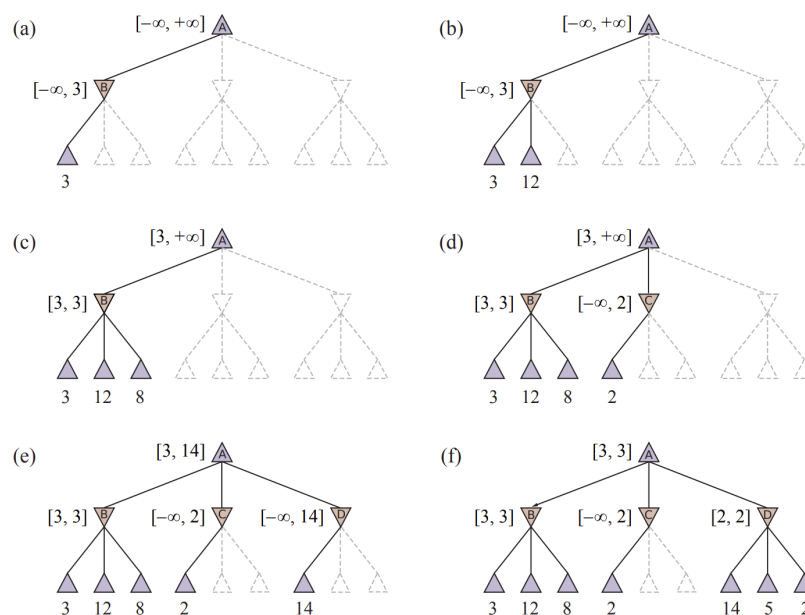 (a) [−∞, +∞] A
[−∞, 3] B
3
(b) [−∞, +∞] A
[−∞, 3] B
3 12
(c) [3, +∞] A
[3, 3] B
3 12 8
(d) [3, +∞] A
[3, 3] B [−∞, 2] C
3 12 8 2
(e) [3, 14] A
[3, 3] B [−∞, 2] C [−∞, 14] D
3 12 8 2 14
(f) [3, 3] A
[3, 3] B [−∞, 2] C [2, 2] D
3 12 8 2 14 5 2